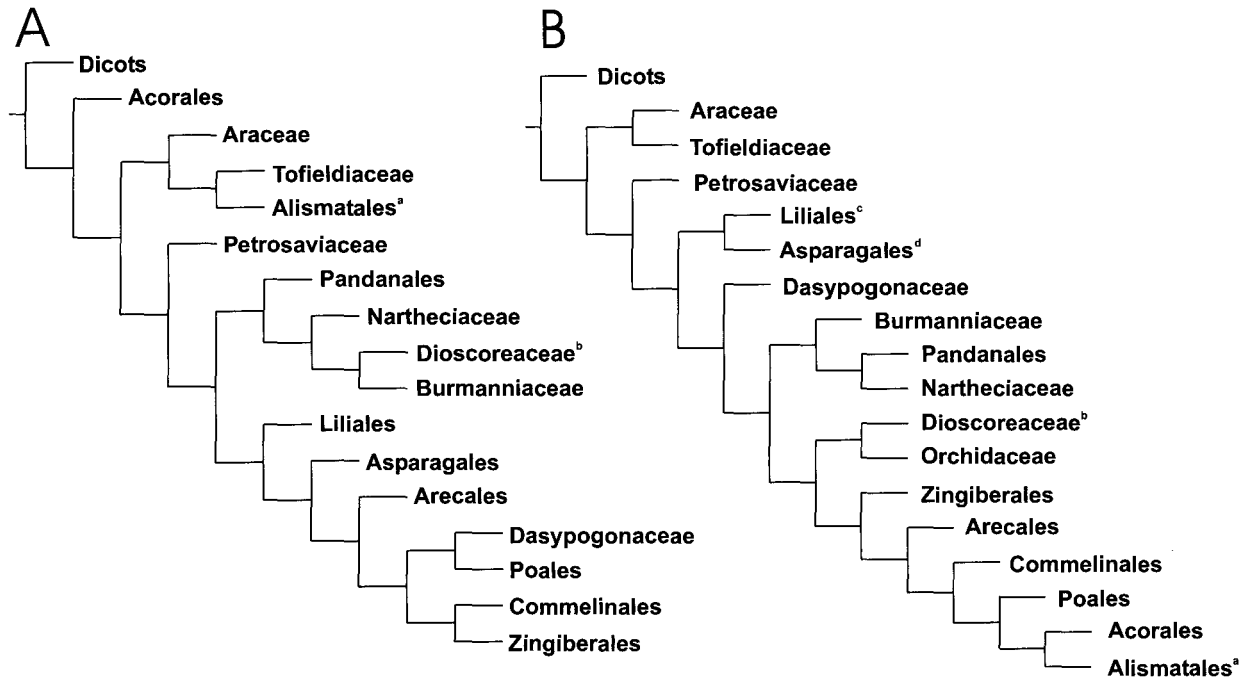 A
Dicots
Acorales
Araceae
Tofieldiaceae
Alismatalesᵃ
Petrosaviaceae
Pandanales
Nartheciaceae
Dioscoreaceaeᵇ
Burmanniaceae
Liliales
Asparagales
Arecales
Dasypogonaceae
Poales
Commelinales
Zingiberales
B
Dicots
Araceae
Tofieldiaceae
Petrosaviaceae
Lilialesᶜ
Asparagalesᵈ
Dasypogonaceae
Burmanniaceae
Pandanales
Nartheciaceae
Dioscoreaceaeᵇ
Orchidaceae
Zingiberales
Arecales
Commelinales
Poales
Acorales
Alismatalesᵃ